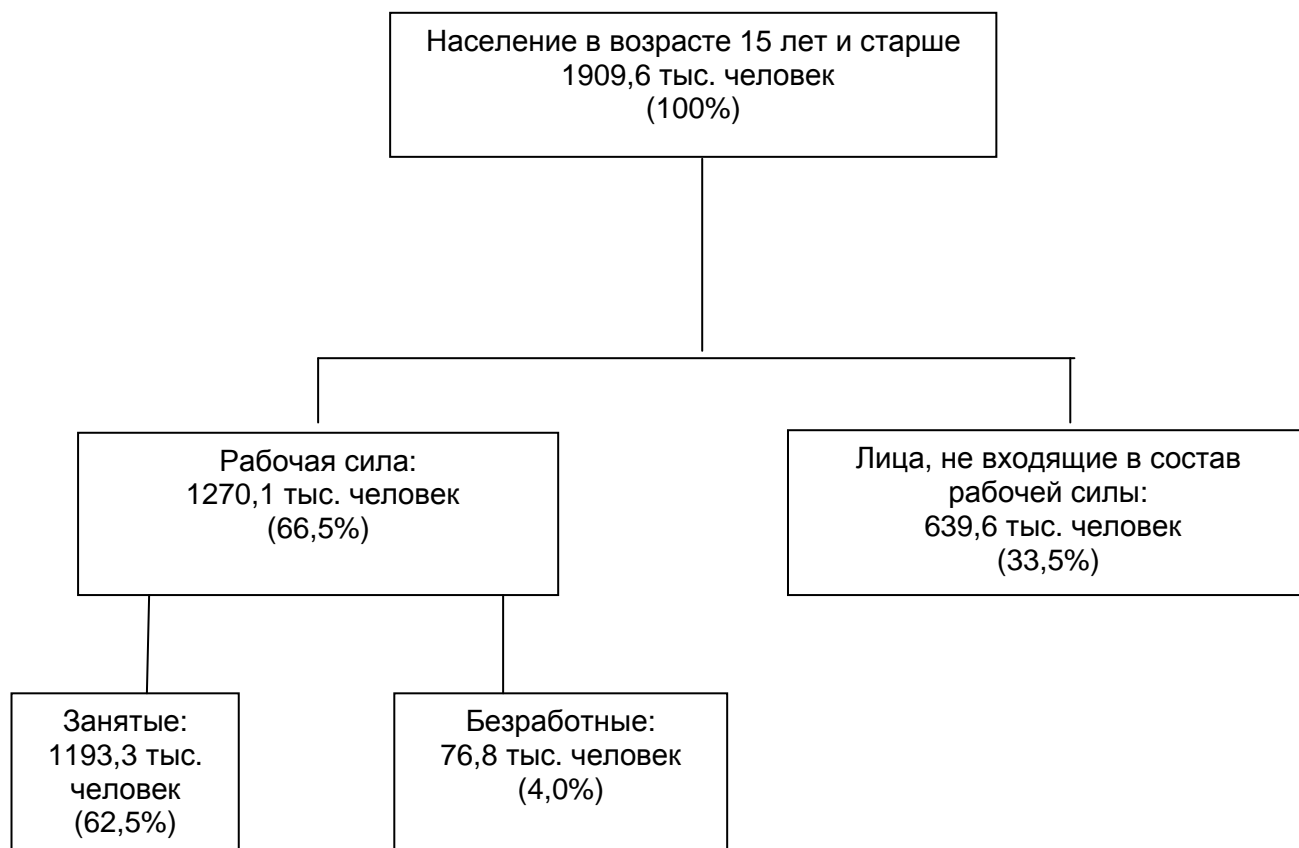 Население в возрасте 15 лет и старше
1909,6 тыс. человек
(100%)
Рабочая сила:
1270,1 тыс. человек
(66,5%)
Лица, не входящие в состав
рабочей силы:
639,6 тыс. человек
(33,5%)
Занятые:
1193,3 тыс.
человек
(62,5%)
Безработные:
76,8 тыс. человек
(4,0%)